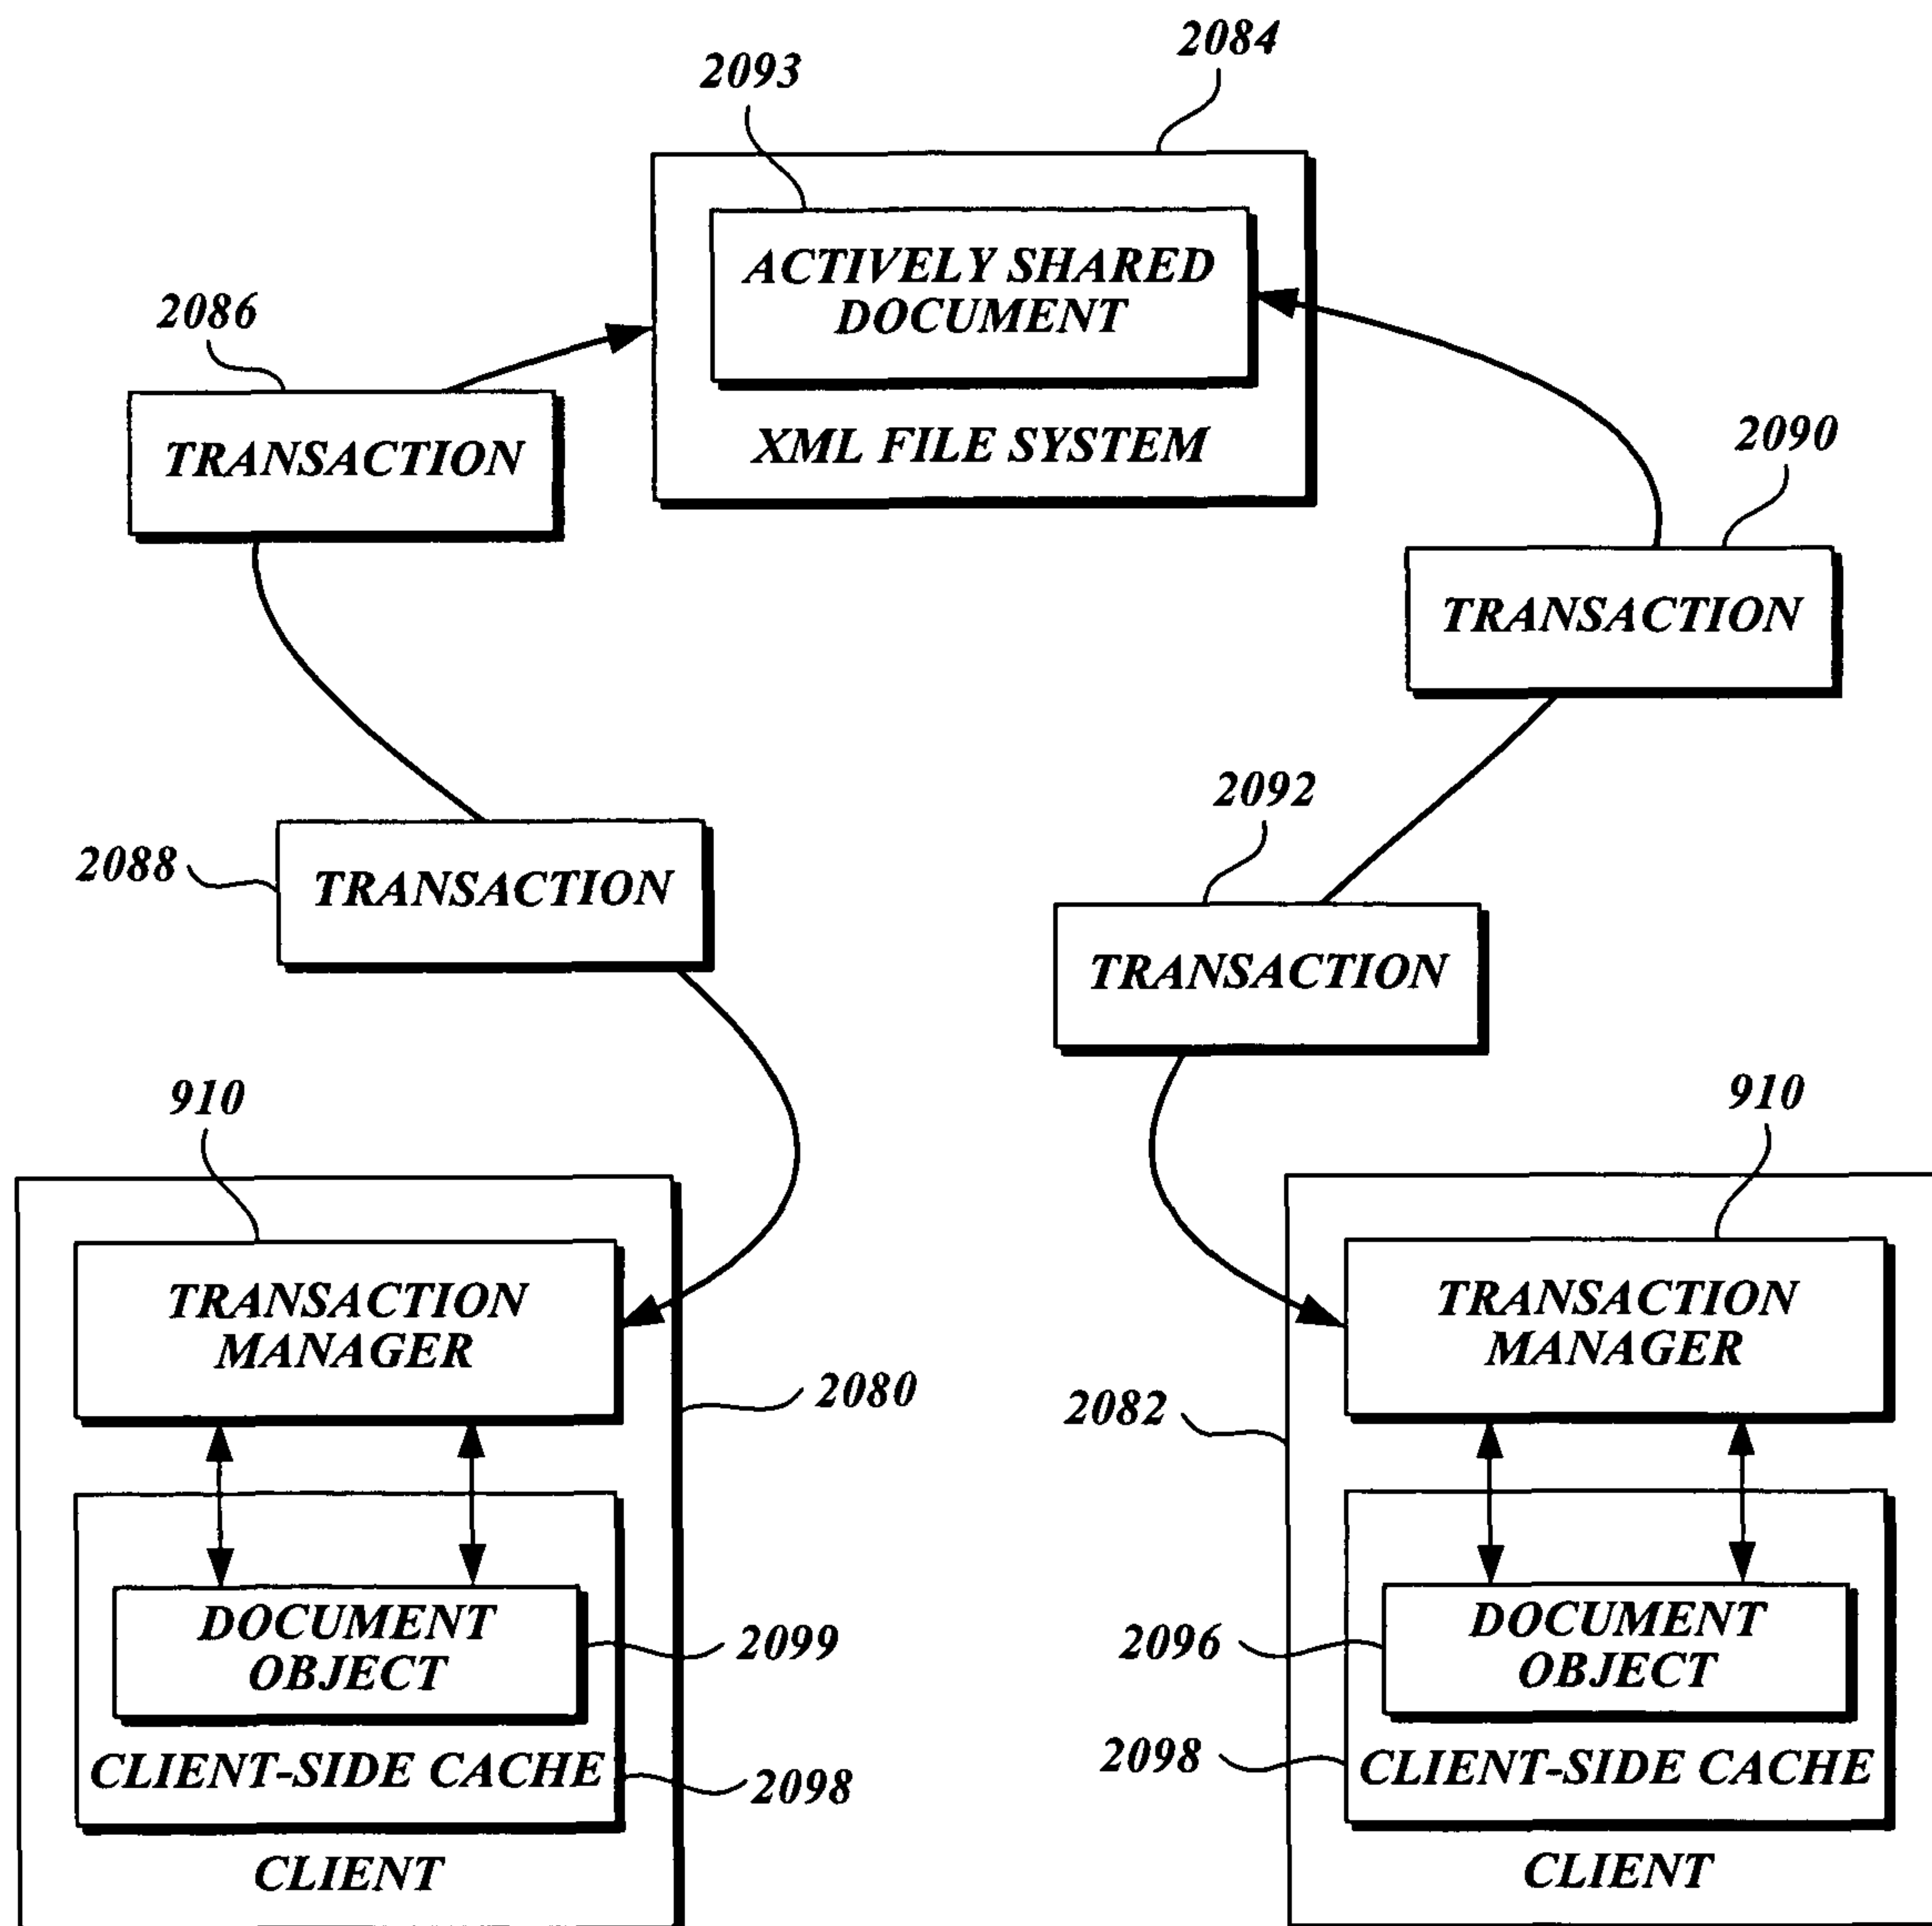 2084
2093
ACTIVELY SHARED
DOCUMENT
XML FILE SYSTEM
2086
TRANSACTION
2090
TRANSACTION
2088
TRANSACTION
2092
TRANSACTION
910
TRANSACTION
MANAGER
2080
DOCUMENT
OBJECT
2099
CLIENT-SIDE CACHE
2098
CLIENT
910
TRANSACTION
MANAGER
2082
DOCUMENT
OBJECT
2096
CLIENT-SIDE CACHE
2098
CLIENT